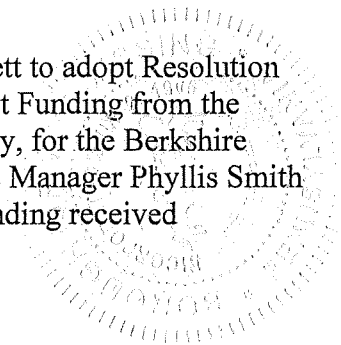 ett to adopt Resolution
t Funding from the
y, for the Berkshire
Manager Phyllis Smith
nding received